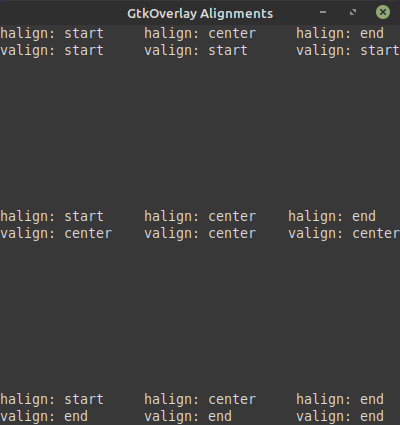 GtkOverlay Alignments
halign: start halign: center halign: end
valign: start valign: start valign: start
halign: start halign: center halign: end
valign: center valign: center valign: center
halign: start halign: center halign: end
valign: end valign: end valign: end